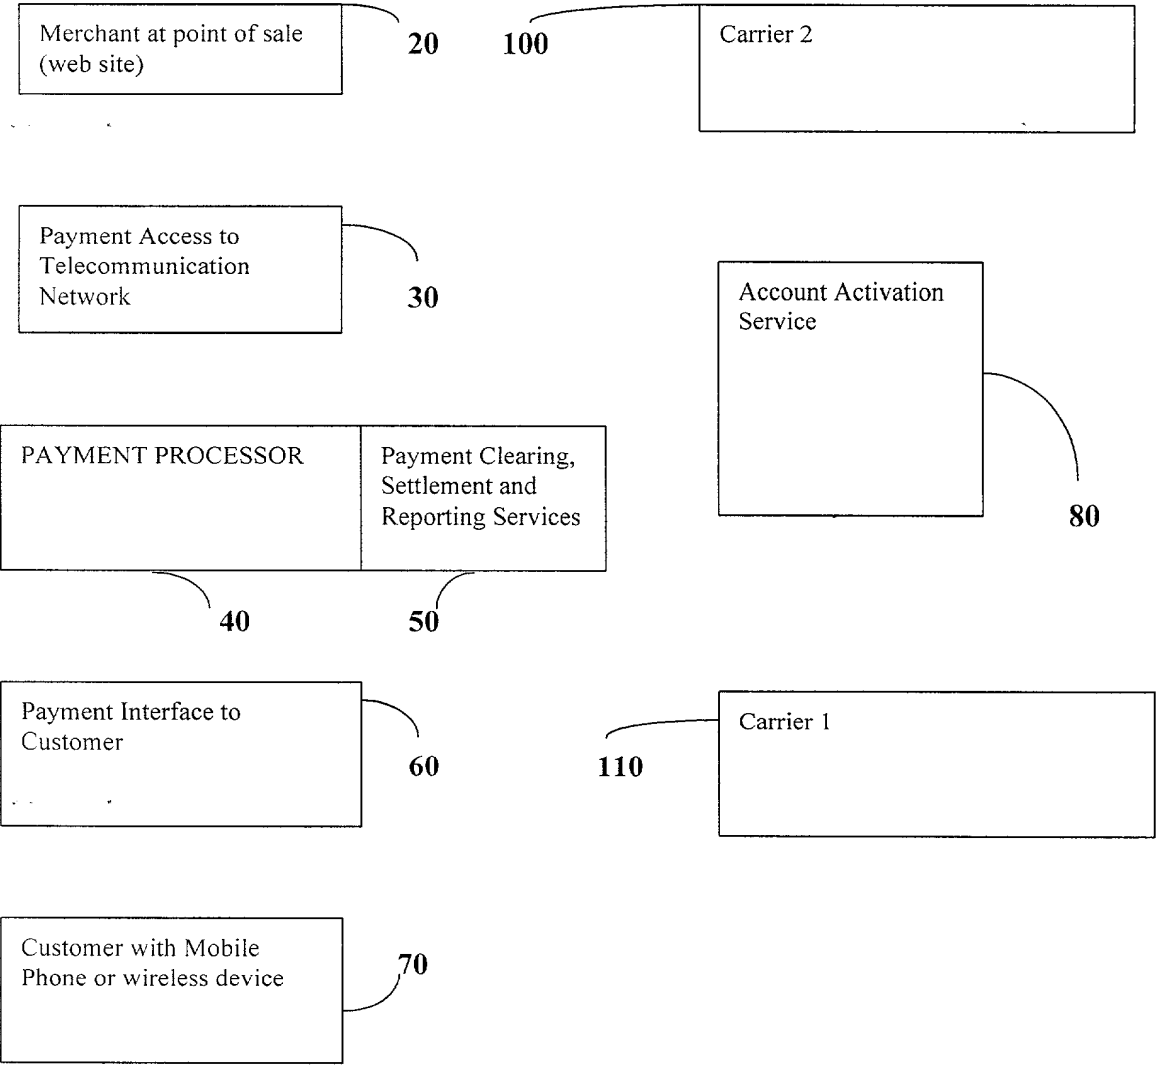 Merchant at point of sale
(web site)
20
100
Carrier 2
Payment Access to
Telecommunication
Network
30
Account Activation
Service
80
PAYMENT PROCESSOR
Payment Clearing,
Settlement and
Reporting Services
40
50
Payment Interface to
Customer
60
110
Carrier 1
Customer with Mobile
Phone or wireless device
70